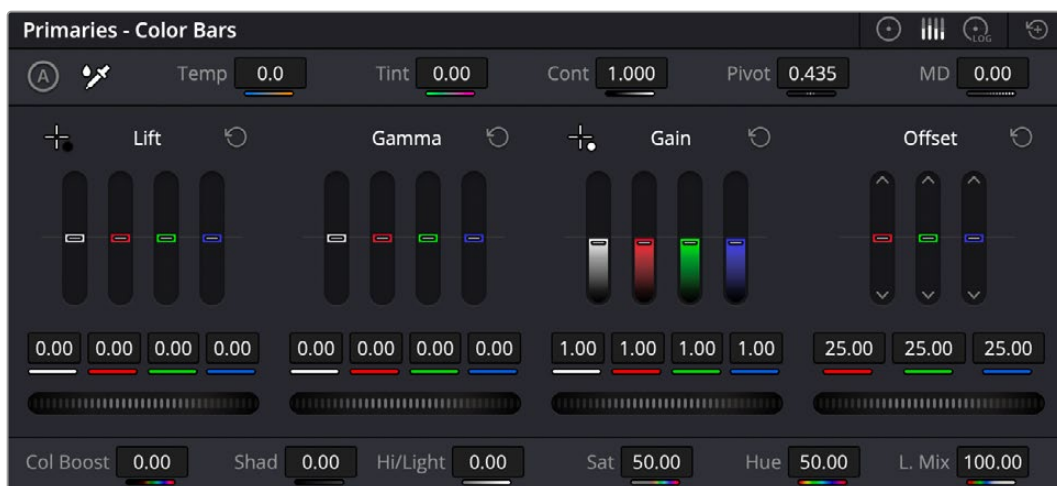 Primaries - Color Bars
LOG
A Temp 0.0 Tint 0.00 Cont 1.000 Pivot 0.435 MD 0.00
Lift Gamma Gain Offset
0.00 0.00 0.00 0.00 0.00 0.00 0.00 0.00 1.00 1.00 1.00 1.00 25.00 25.00 25.00
Col Boost 0.00 Shad 0.00 Hi/Light 0.00 Sat 50.00 Hue 50.00 L. Mix 100.00